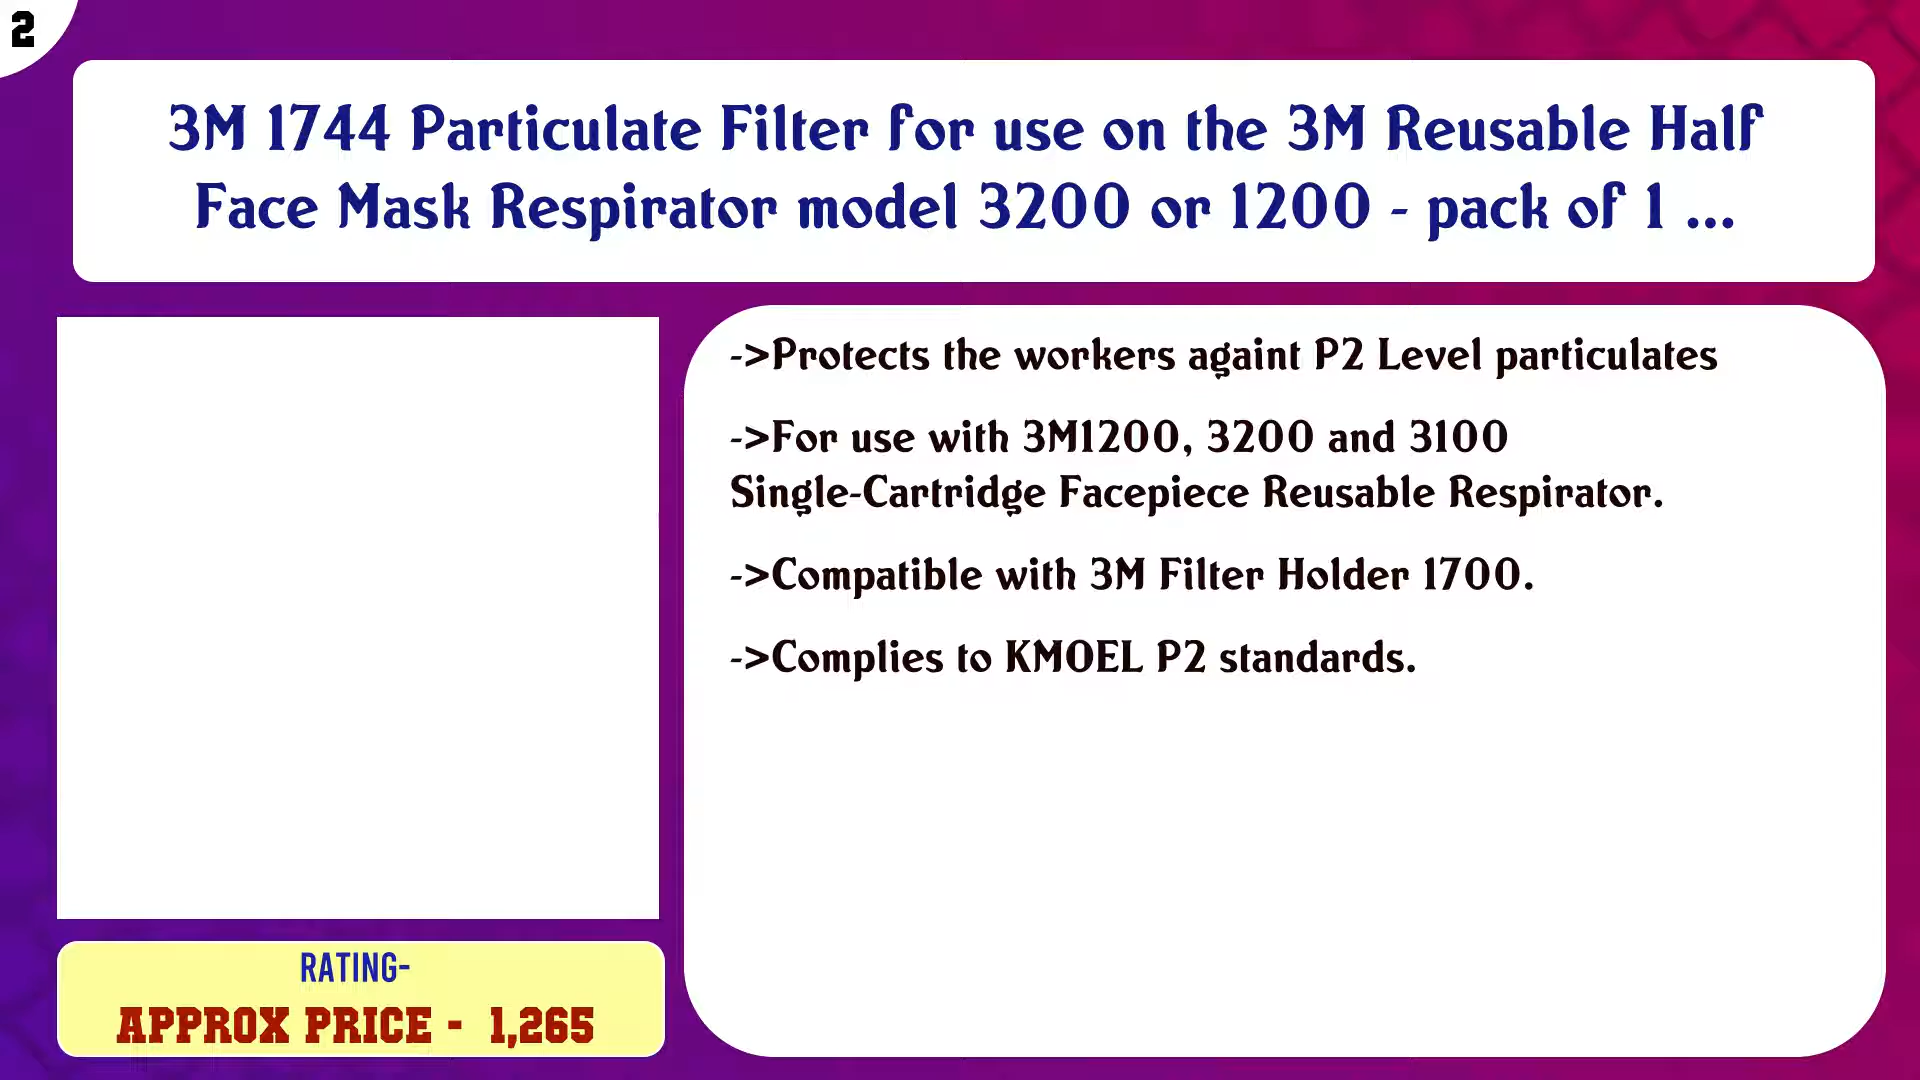 2
3M 1744 Particulate Filter for use on the 3M Reusable Half
Face Mask Respirator model 3200 or 1200 - pack of 1 ...
->Protects the workers againt P2 Level particulates
->For use with 3M1200, 3200 and 3100
Single-Cartridge Facepiece Reusable Respirator.
->Compatible with 3M Filter Holder 1700.
->Complies to KMOEL P2 standards.
RATING-
APPROX PRICE - 1,265